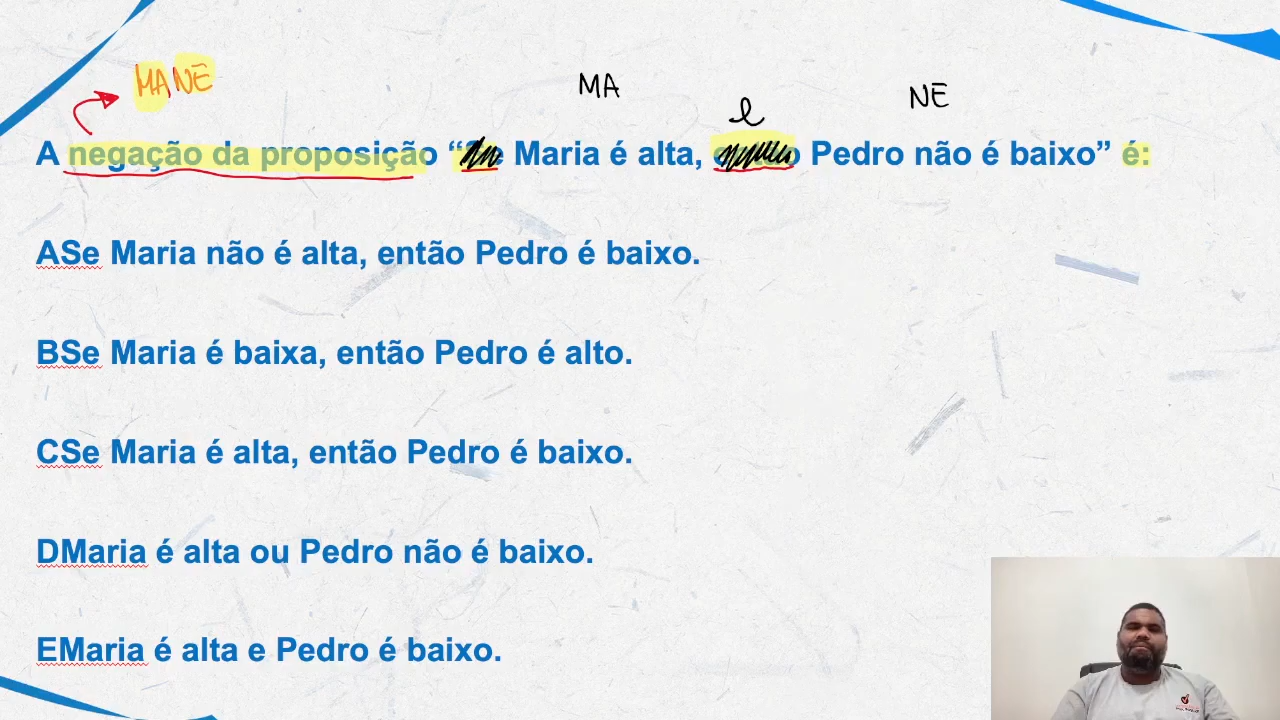 MANE
MA
e
NE
A negação da proposição “Se Maria é alta, então Pedro não é baixo” é:
ASe Maria não é alta, então Pedro é baixo.
BSe Maria é baixa, então Pedro é alto.
CSe Maria é alta, então Pedro é baixo.
DMaria é alta ou Pedro não é baixo.
EMaria é alta e Pedro é baixo.